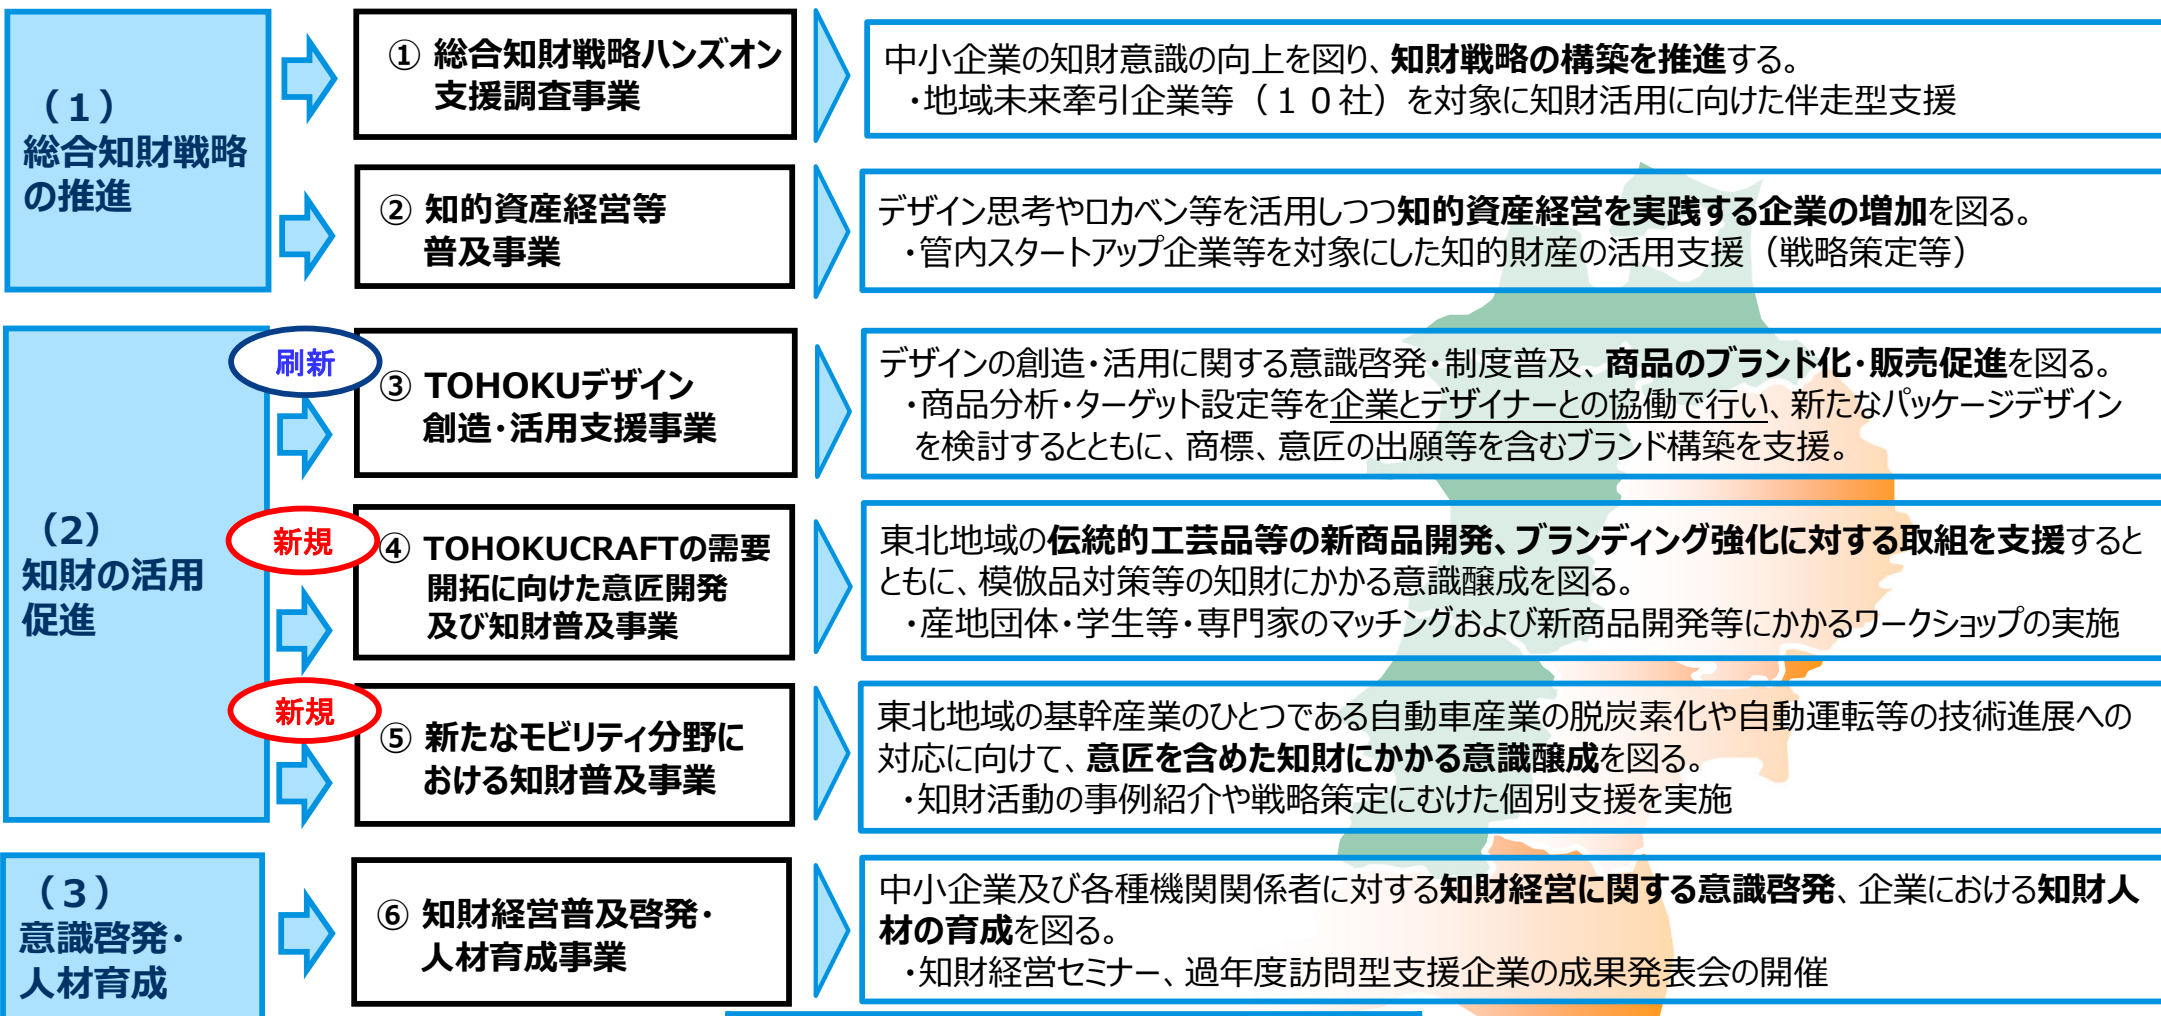 （１）
総合知財戦略
の推進
① 総合知財戦略ハンズオン
支援調査事業
中小企業の知財意識の向上を図り、知財戦略の構築を推進する。
・地域未来牽引企業等（１０社）を対象に知財活用に向けた伴走型支援
② 知的資産経営等
普及事業
デザイン思考やロカベン等を活用しつつ知的資産経営を実践する企業の増加を図る。
・管内スタートアップ企業等を対象にした知的財産の活用支援（戦略策定等）
（2）
知財の活用
促進
刷新
③ TOHOKUデザイン
創造・活用支援事業
デザインの創造・活用に関する意識啓発・制度普及、商品のブランド化・販売促進を図る。
・商品分析・ターゲット設定等を企業とデザイナーとの協働で行い、新たなパッケージデザイン
を検討するとともに、商標、意匠の出願等を含むブランド構築を支援。
新規
④ TOHOKUCRAFTの需要
開拓に向けた意匠開発
及び知財普及事業
東北地域の伝統的工芸品等の新商品開発、ブランディング強化に対する取組を支援すると
ともに、模倣品対策等の知財にかかる意識醸成を図る。
・産地団体・学生等・専門家のマッチングおよび新商品開発等にかかるワークショップの実施
新規
⑤ 新たなモビリティ分野に
おける知財普及事業
東北地域の基幹産業のひとつである自動車産業の脱炭素化や自動運転等の技術進展への
対応に向けて、意匠を含めた知財にかかる意識醸成を図る。
・知財活動の事例紹介や戦略策定にむけた個別支援を実施
（３）
意識啓発・
人材育成
⑥ 知財経営普及啓発・
人材育成事業
中小企業及び各種機関関係者に対する知財経営に関する意識啓発、企業における知財人
材の育成を図る。
・知財経営セミナー、過年度訪問型支援企業の成果発表会の開催